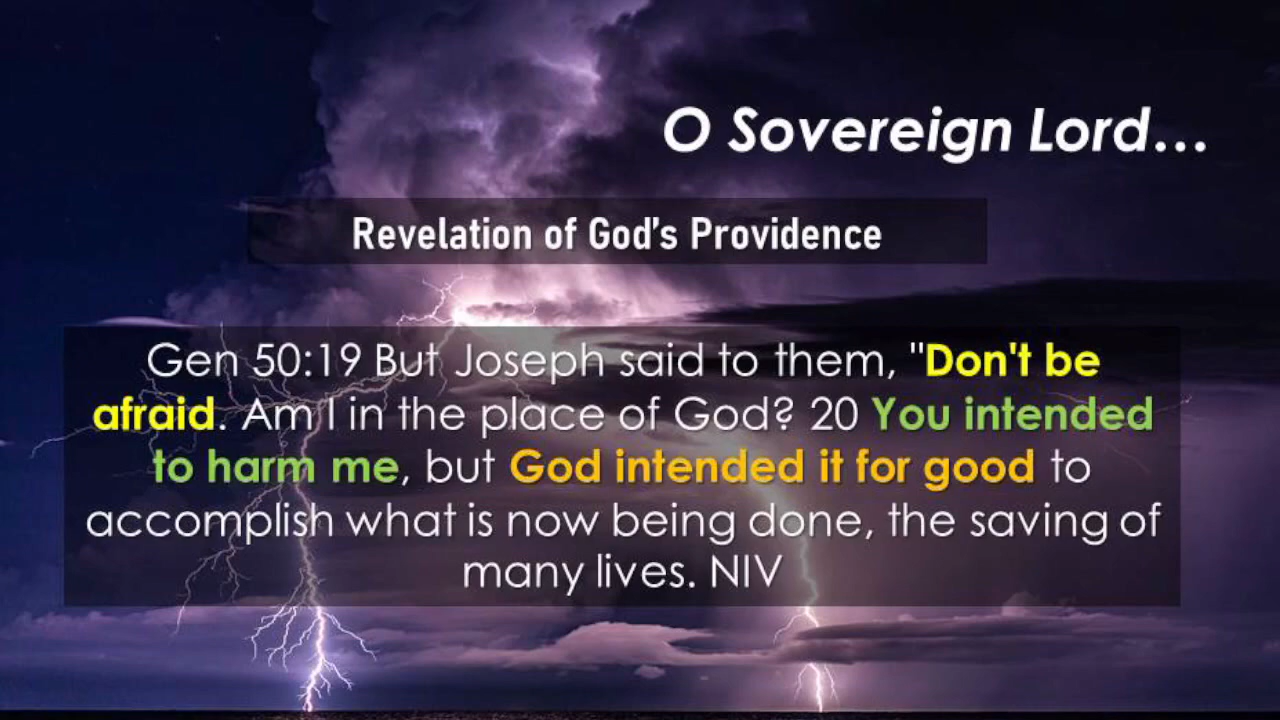 O Sovereign Lord...
Revelation of God's Providence
Gen 50:19 But Joseph said to them, "Don't be
afraid. Am I in the place of God? 20 You intended
to harm me, but God intended it for good to
accomplish what is now being done, the saving of
many lives. NIV